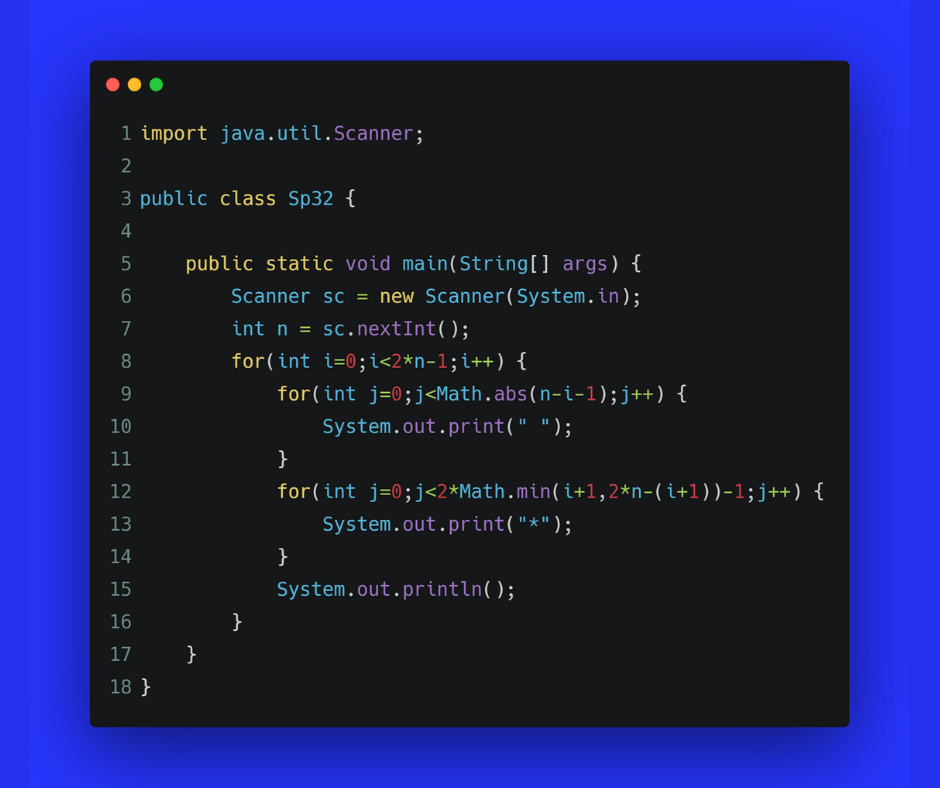 1 import java.util.Scanner;
2
3 public class Sp32 {
4
5     public static void main(String[] args) {
6         Scanner sc = new Scanner(System.in);
7         int n = sc.nextInt();
8         for(int i=0;i<2*n-1;i++) {
9             for(int j=0;j<Math.abs(n-i-1);j++) {
10                 System.out.print(" ");
11             }
12             for(int j=0;j<2*Math.min(i+1,2*n-(i+1))-1;j++) {
13                 System.out.print("*");
14             }
15             System.out.println();
16         }
17     }
18 }